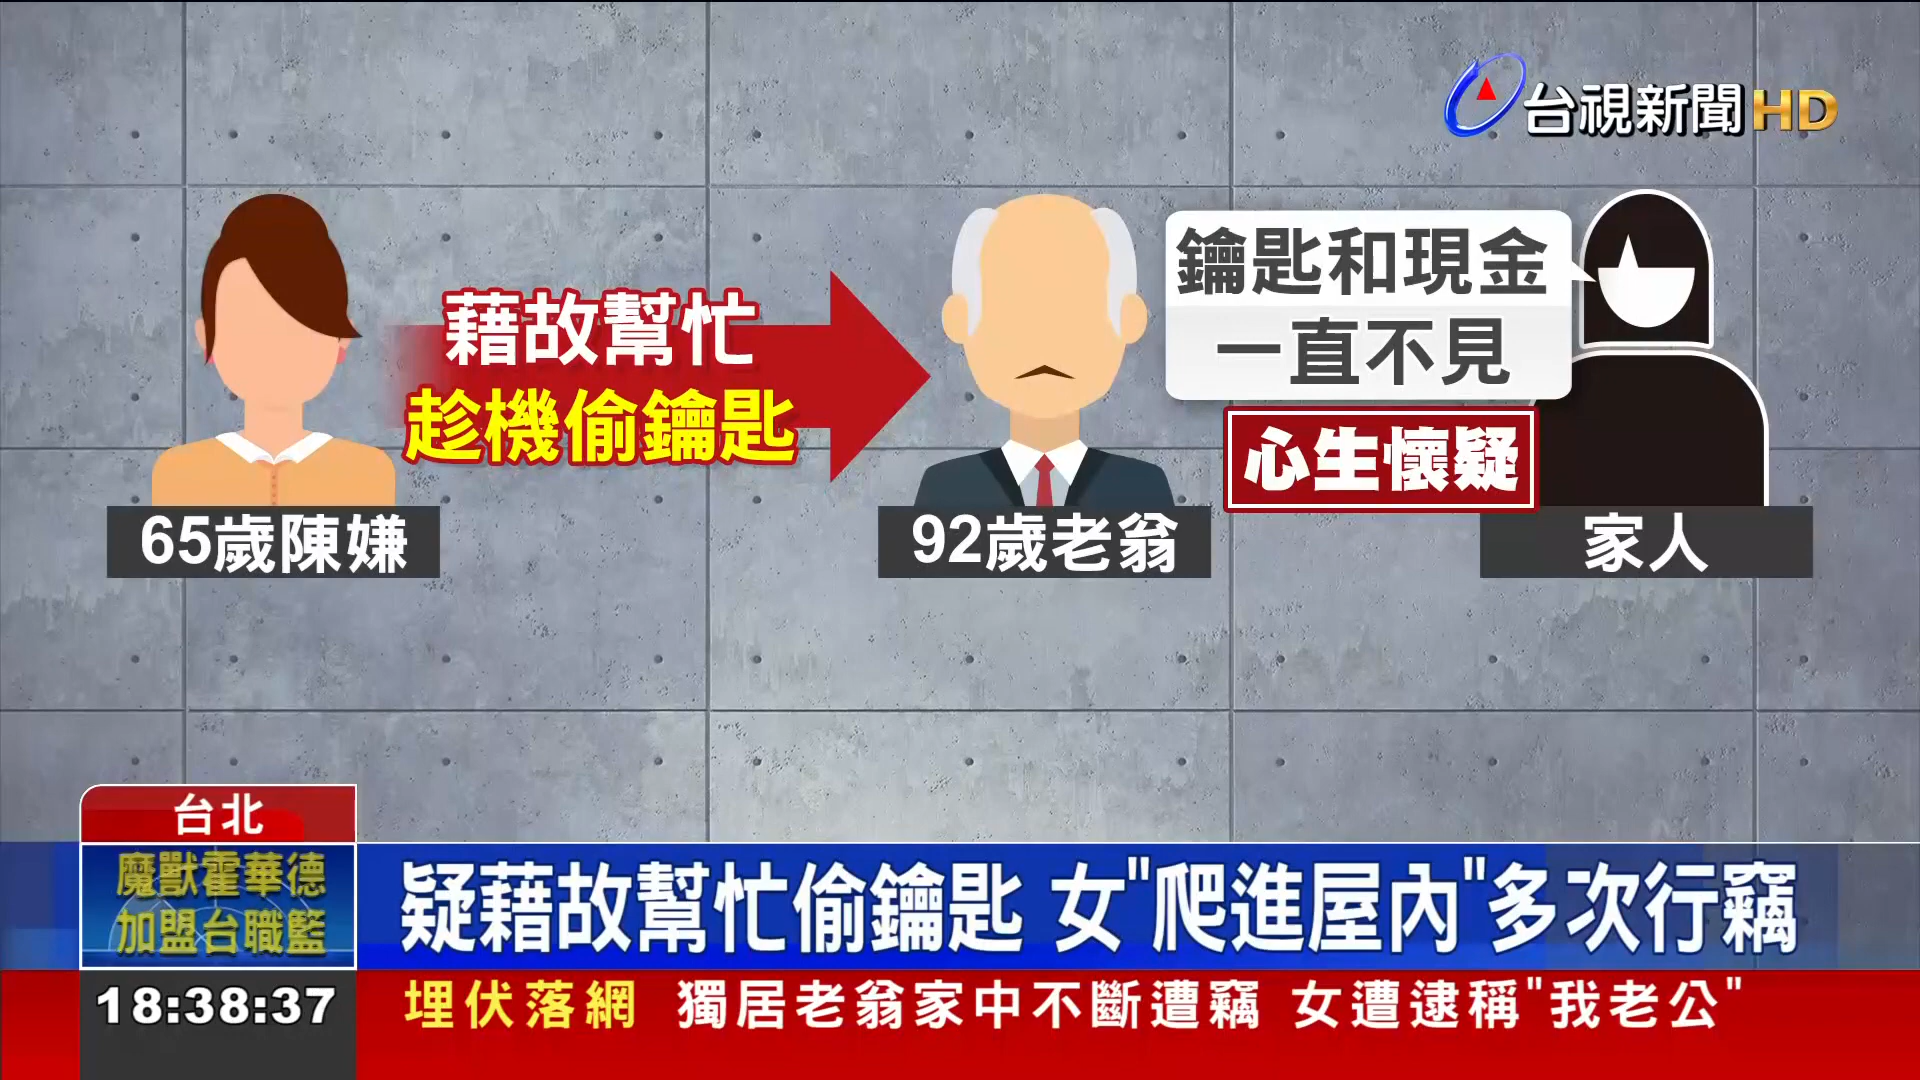 台視新聞HD
藉故幫忙
趁機偷鑰匙
鑰匙和現金
一直不見
心生懷疑
65歲陳嫌
92歲老翁
家人
台北
魔獸霍華德
加盟台職籃
疑藉故幫忙偷鑰匙 女"爬進屋內"多次行竊
18:38:37
埋伏落網 獨居老翁家中不斷遭竊 女遭逮稱"我老公"